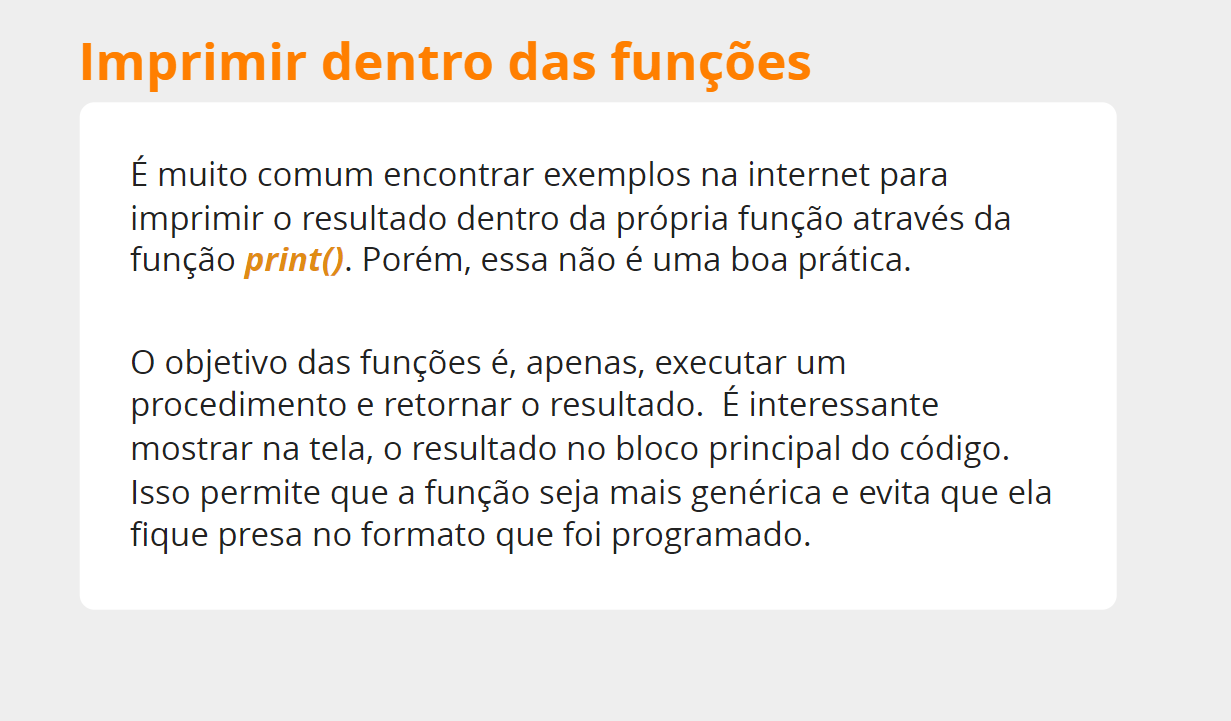 Imprimir dentro das funções
É muito comum encontrar exemplos na internet para
imprimir o resultado dentro da própria função através da
função print(). Porém, essa não é uma boa prática.
O objetivo das funções é, apenas, executar um
procedimento e retornar o resultado.  É interessante
mostrar na tela, o resultado no bloco principal do código.
Isso permite que a função seja mais genérica e evita que ela
fique presa no formato que foi programado.